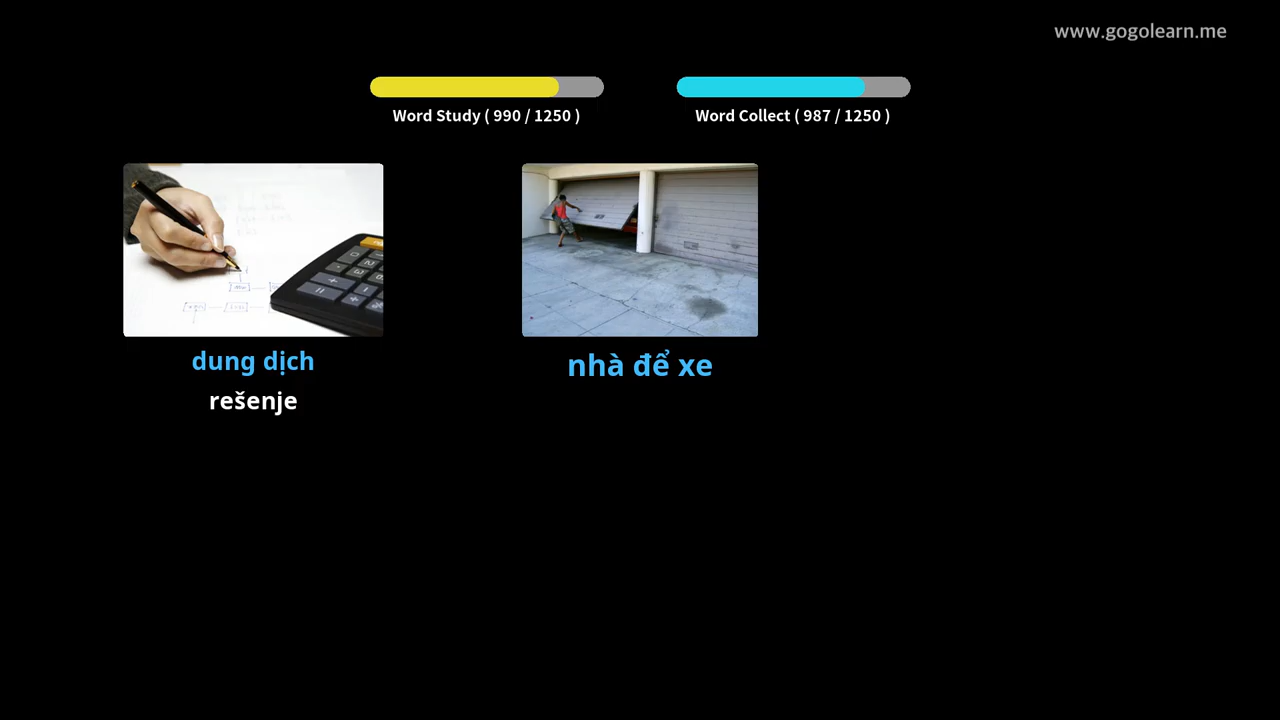 www.gogolearn.me
Word Study ( 990 / 1250 )
Word Collect ( 987 / 1250 )
dung dịch
rešenje
nhà để xe